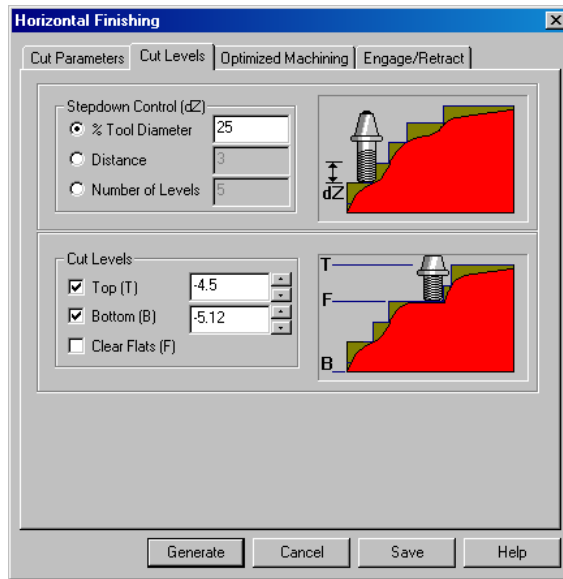 Horizontal Finishing
Cut Parameters Cut Levels Optimized Machining Engage/Retract
Stepdown Control (dZ)
% Tool Diameter 25
Distance 3
Number of Levels 5
dZ
Cut Levels
Top (T) -4.5
Bottom (B) -5.12
Clear Flats (F)
T
F
B
Generate Cancel Save Help